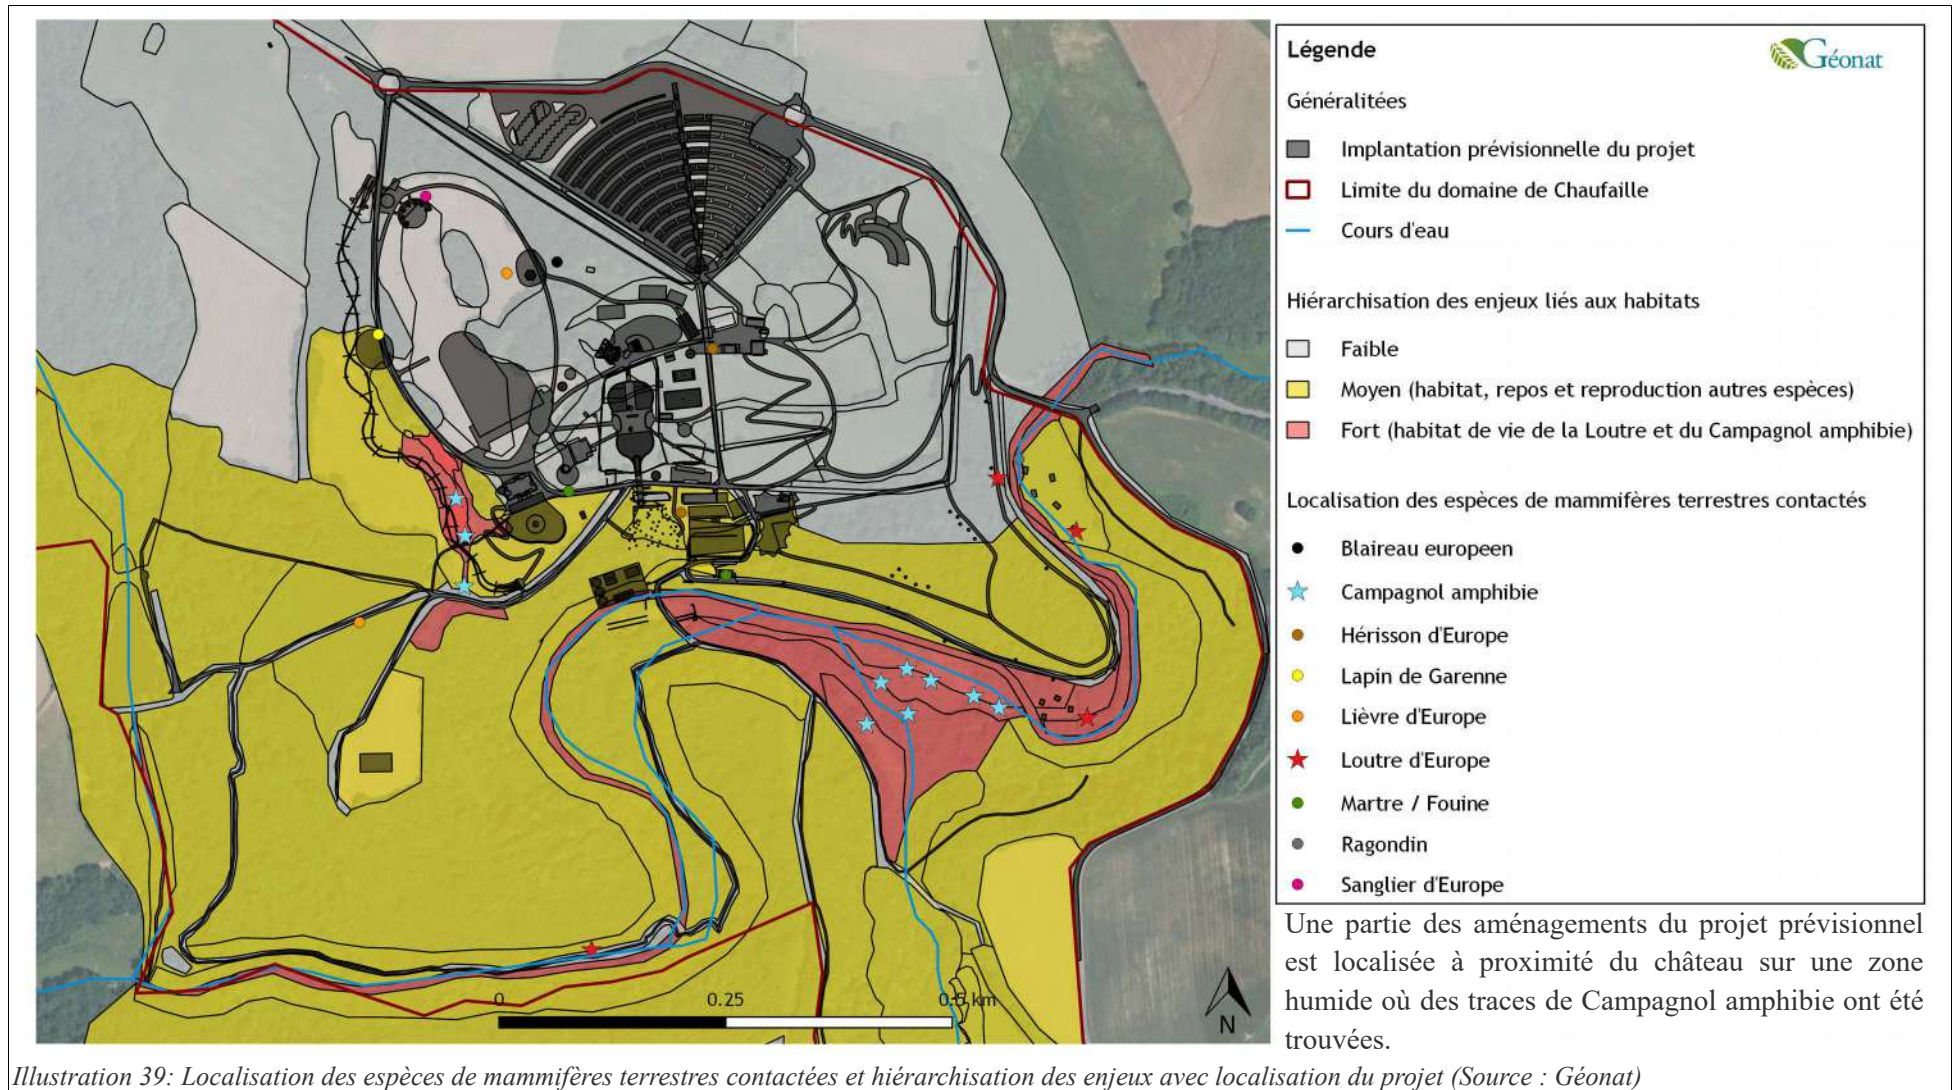 Légende
Géonat
Généralitées
Implantation prévisionnelle du projet
Limite du domaine de Chaufaille
Cours d'eau
Hiérarchisation des enjeux liés aux habitats
Faible
Moyen (habitat, repos et reproduction autres espèces)
Fort (habitat de vie de la Loutre et du Campagnol amphibie)
Localisation des espèces de mammifères terrestres contactés
Blaireau europeen
Campagnol amphibie
Hérisson d'Europe
Lapin de Garenne
Lièvre d'Europe
Loutre d'Europe
Martre / Fouine
Ragondin
Sanglier d'Europe
0 0.25 0.5 km
N
Une partie des aménagements du projet prévisionnel
est localisée à proximité du château sur une zone
humide où des traces de Campagnol amphibie ont été
trouvées.
Illustration 39: Localisation des espèces de mammifères terrestres contactées et hiérarchisation des enjeux avec localisation du projet (Source : Géonat)